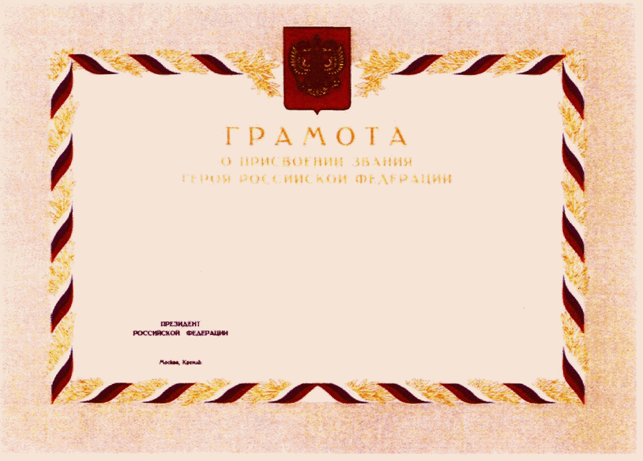 ГРАМОТА
О ПРИСВОЕНИИ ЗВАНИЯ
ГЕРОЯ РОССИЙСКОЙ ФЕДЕРАЦИИ
ПРЕЗИДЕНТ
РОССИЙСКОЙ ФЕДЕРАЦИИ
Москва, Кремль